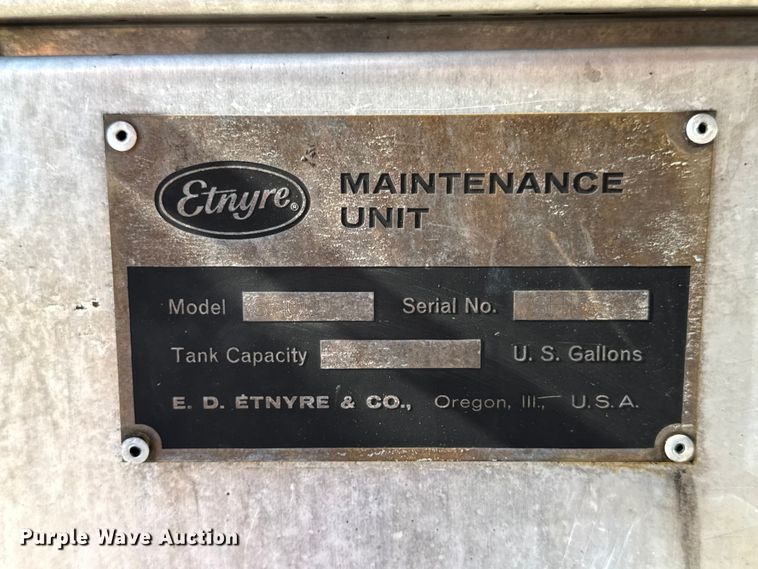 Etnyre®
MAINTENANCE
UNIT
Model Serial No.
Tank Capacity U. S. Gallons
E. D. ETNYRE & CO., Oregon, Ill., U. S. A.
Purple Wave Auction